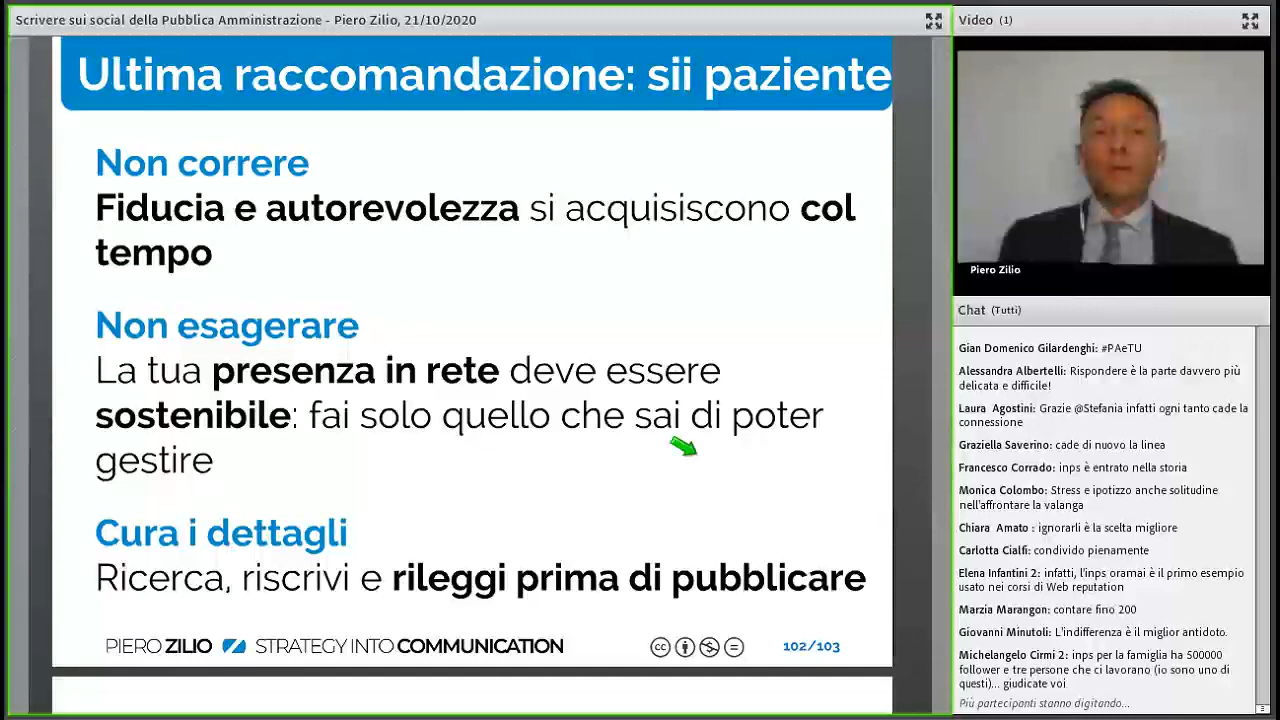 Scrivere sui social della Pubblica Amministrazione - Piero Zilio, 21/10/2020
Ultima raccomandazione: sii paziente
Non correre
Fiducia e autorevolezza si acquisiscono col
tempo
Non esagerare
La tua presenza in rete deve essere
sostenibile: fai solo quello che sai di poter
gestire
Cura i dettagli
Ricerca, riscrivi e rileggi prima di pubblicare
PIERO ZILIO STRATEGY INTO COMMUNICATION
cc
102/103
Video (1)
Piero Zilio
Chat (Tutti)
Gian Domenico Gilardenghi: #PAeTU
Alessandra Albertelli: Rispondere è la parte davvero più
delicata e difficile!
Laura Agostini: Grazie @Stefania infatti ogni tanto cade la
connessione
Graziella Saverino: cade di nuovo la linea
Francesco Corrado: inps è entrato nella storia
Monica Colombo: Stress e ipotizzo anche solitudine
nell'affrontare la valanga
Chiara Amato : ignorarli è la scelta migliore
Carlotta Cialfi: condivido pienamente
Elena Infantini 2: infatti, l'inps oramai è il primo esempio
usato nei corsi di Web reputation
Marzia Marangon: contare fino 200
Giovanni Minutoli: L'indifferenza è il miglior antidoto.
Michelangelo Cirmi 2: inps per la famiglia ha 500000
follower e tre persone che ci lavorano (io sono uno di
questi)... giudicate voi
Più partecipanti stanno digitando...